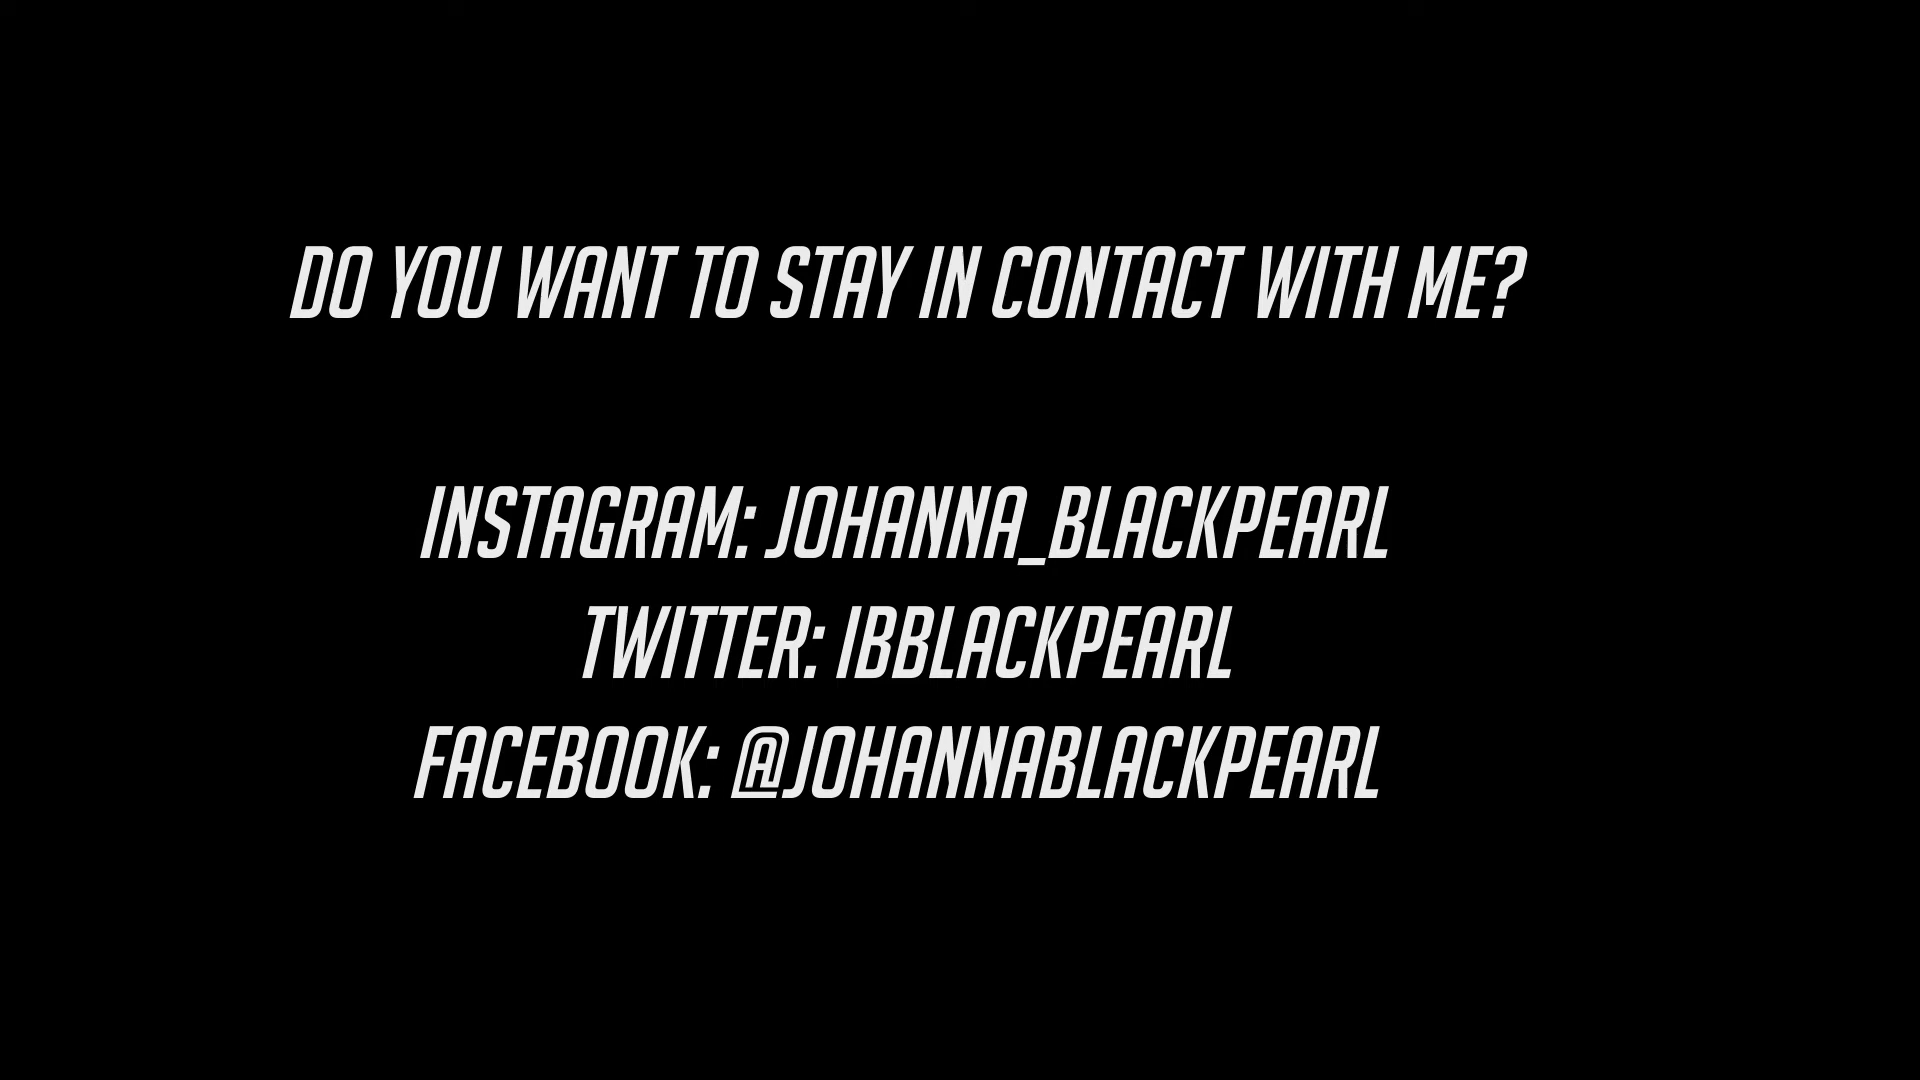 DO YOU WANT TO STAY IN CONTACT WITH ME?
INSTAGRAM: JOHANNA_BLACKPEARL
TWITTER: IBBLACKPEARL
FACEBOOK: @JOHANNABLACKPEARL